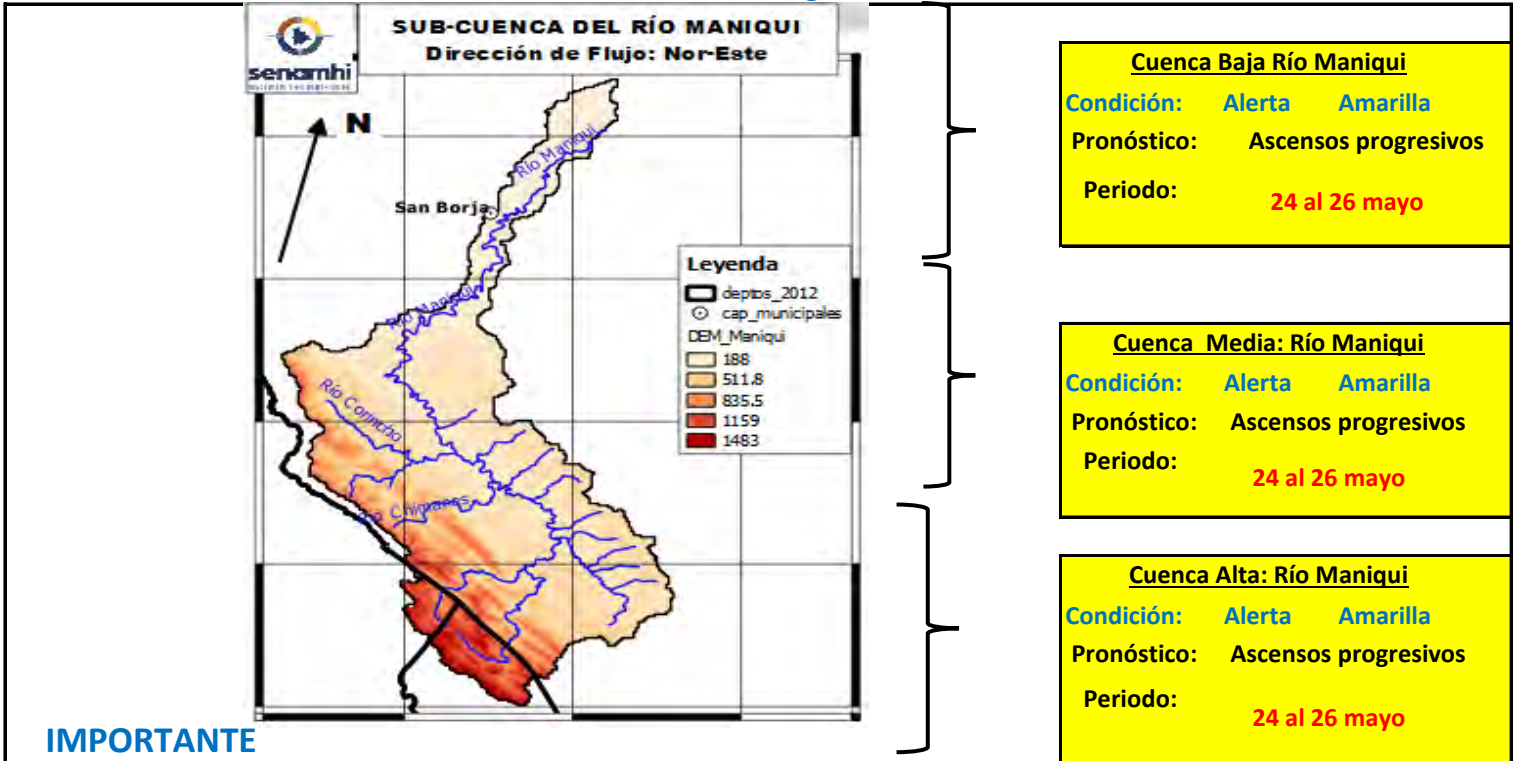 SUB-CUENCA DEL RÍO MANIQUI
Dirección de Flujo: Nor-Este
senamhi
N
Río Maniqui
San Borja
Río Maniqui
Río Corincho
Río Chimanes
Leyenda
deptos_2012
cap_municipales
DEM_Maniqui
188
511.8
835.5
1159
1483
Cuenca Baja Río Maniqui
Condición: Alerta Amarilla
Pronóstico: Ascensos progresivos
Periodo: 24 al 26 mayo
Cuenca Media: Río Maniqui
Condición: Alerta Amarilla
Pronóstico: Ascensos progresivos
Periodo: 24 al 26 mayo
Cuenca Alta: Río Maniqui
Condición: Alerta Amarilla
Pronóstico: Ascensos progresivos
Periodo: 24 al 26 mayo
IMPORTANTE